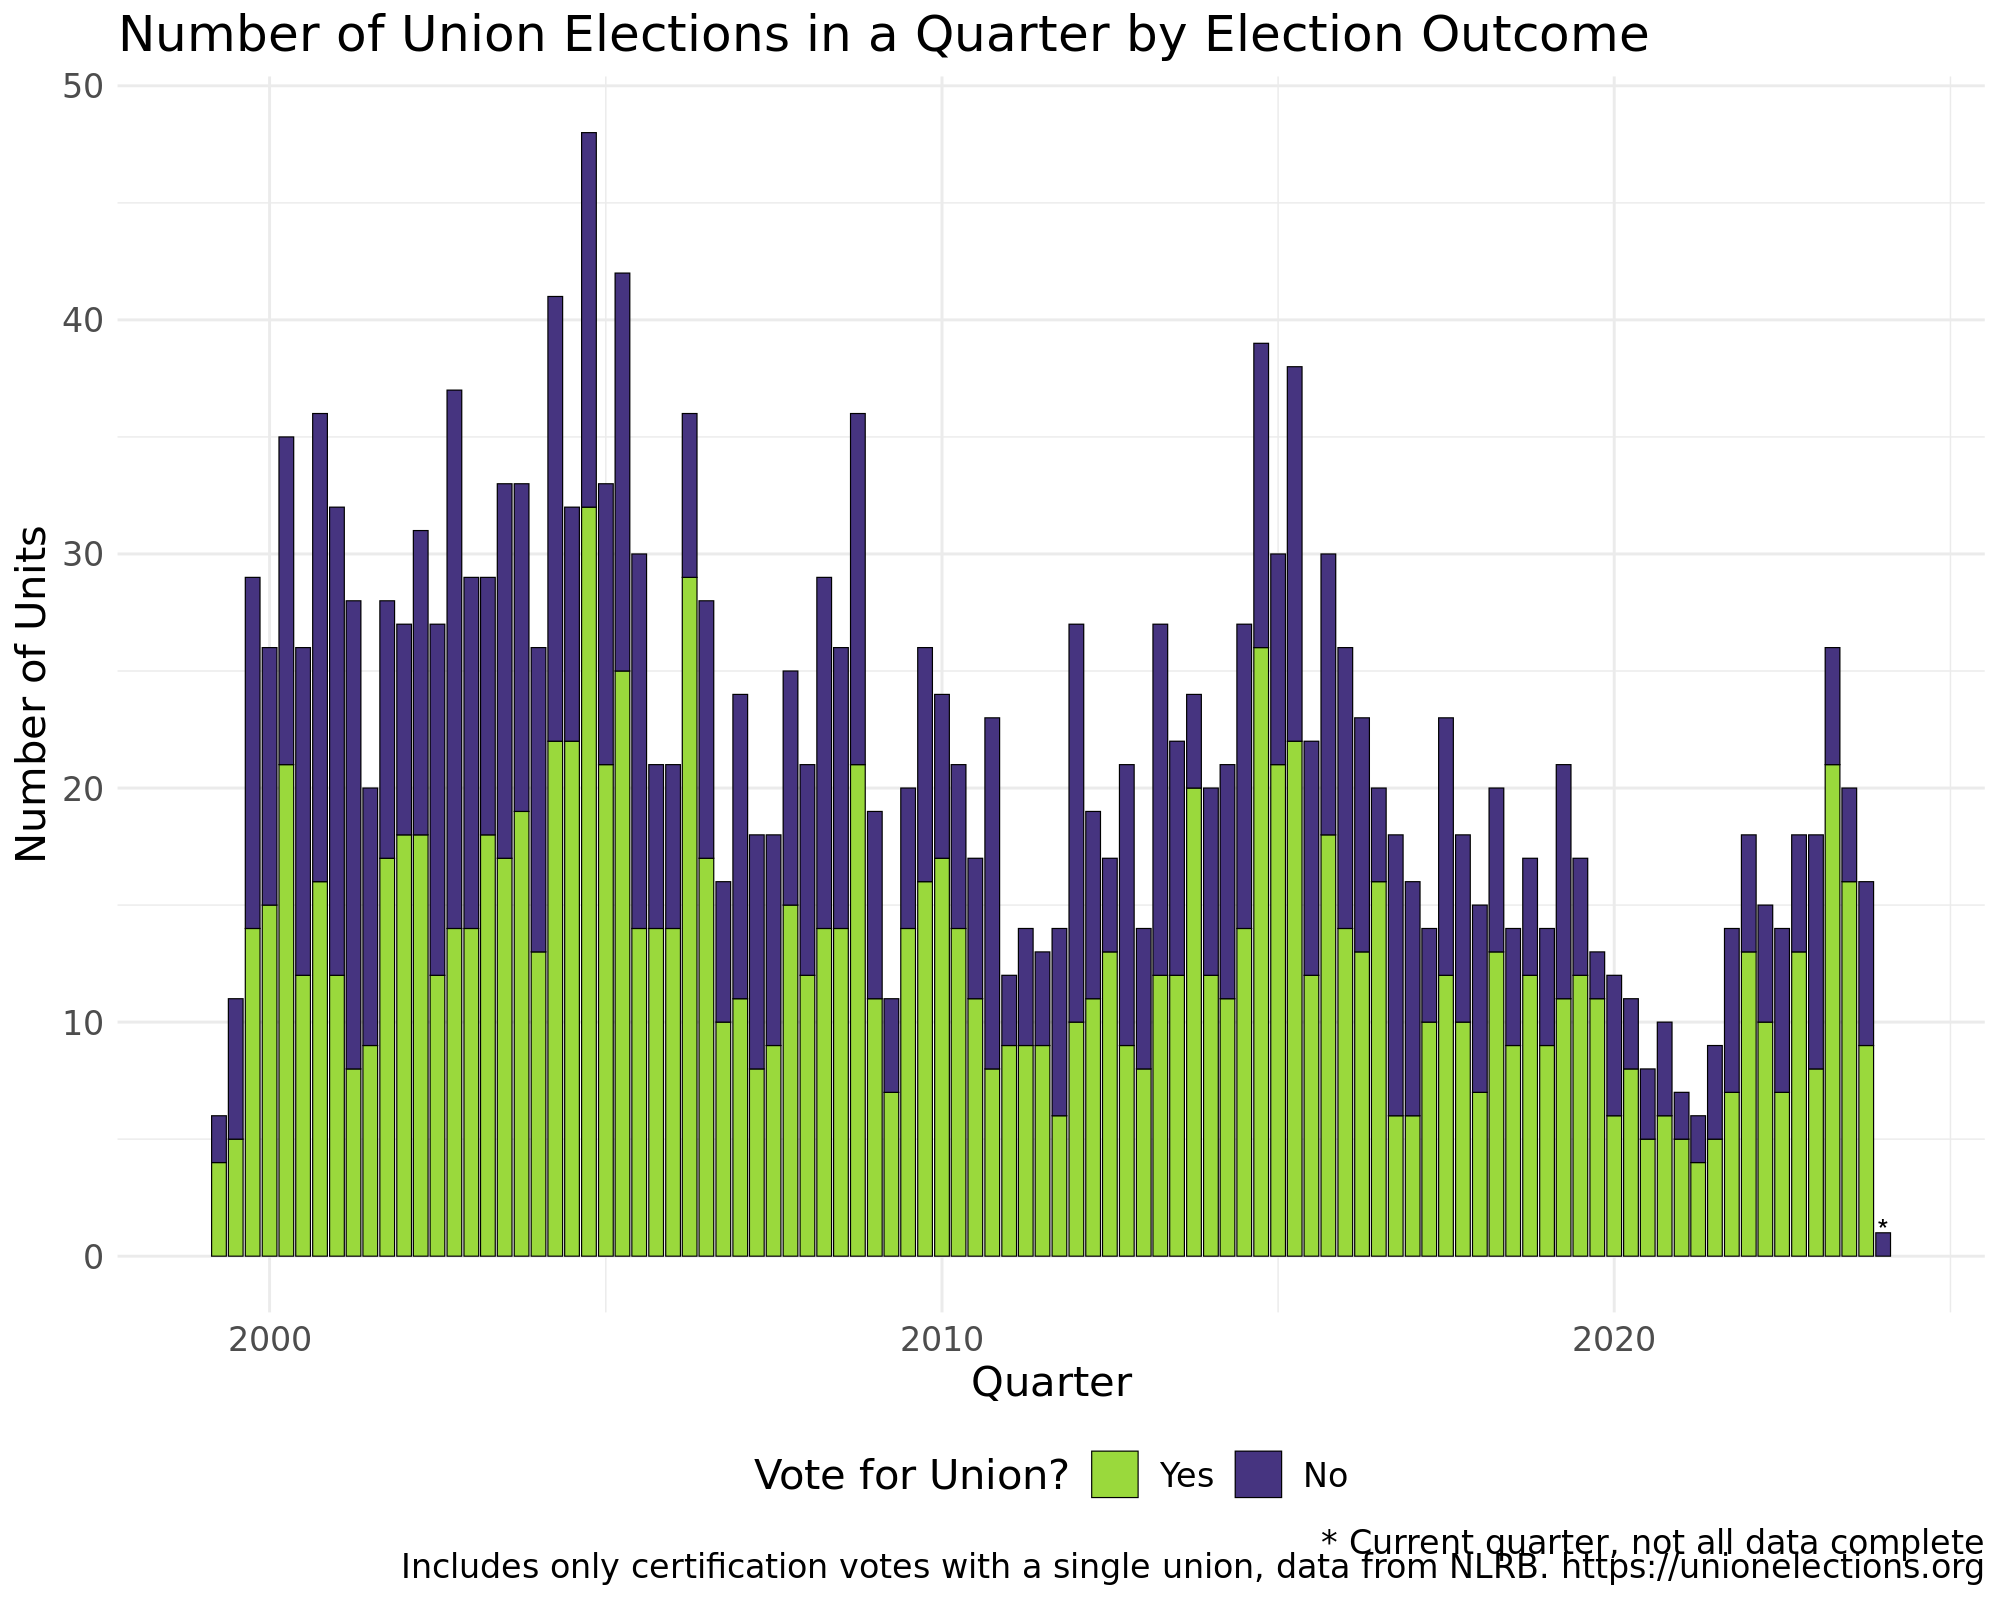 Number of Union Elections in a Quarter by Election Outcome
50
40
30
20
10
0
Number of Units
*
2000
2010
2020
Quarter
Vote for Union?
Yes
No
* Current quarter, not all data complete
Includes only certification votes with a single union, data from NLRB. https://unionelections.org